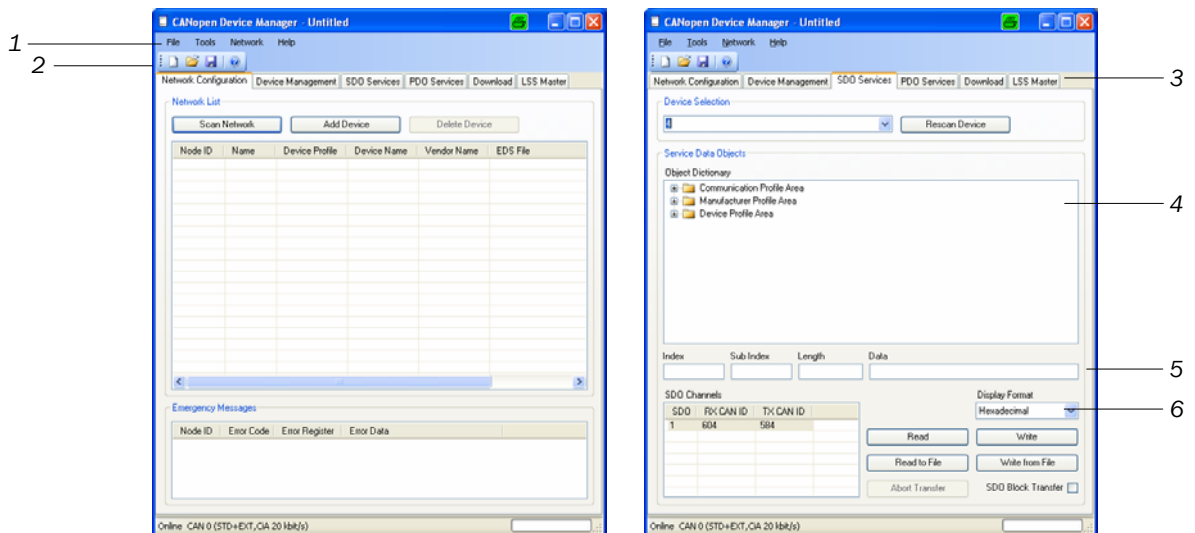 CANopen Device Manager - Untitled
File Tools Network Help
Network Configuration Device Management SDO Services PDO Services Download LSS Master
Network List
Scan Network Add Device Delete Device
Node ID Name Device Profile Device Name Vendor Name EDS File
Emergency Messages
Node ID Error Code Error Register Error Data
Online CAN 0 (STD+EXT,CIA 20 kbit/s)
1
2
CANopen Device Manager - Untitled
File Tools Network Help
Network Configuration Device Management SDO Services PDO Services Download LSS Master
3
Device Selection
4 Rescan Device
Service Data Objects
Object Dictionary
Communication Profile Area
Manufacturer Profile Area
Device Profile Area
4
Index Sub Index Length Data
5
SDO Channels Display Format
SDO RX CAN ID TX CAN ID Hexadecimal
6
1 604 584
Read Write
Read to File Write from File
Abort Transfer SDO Block Transfer
Online CAN 0 (STD+EXT,CIA 20 kbit/s)